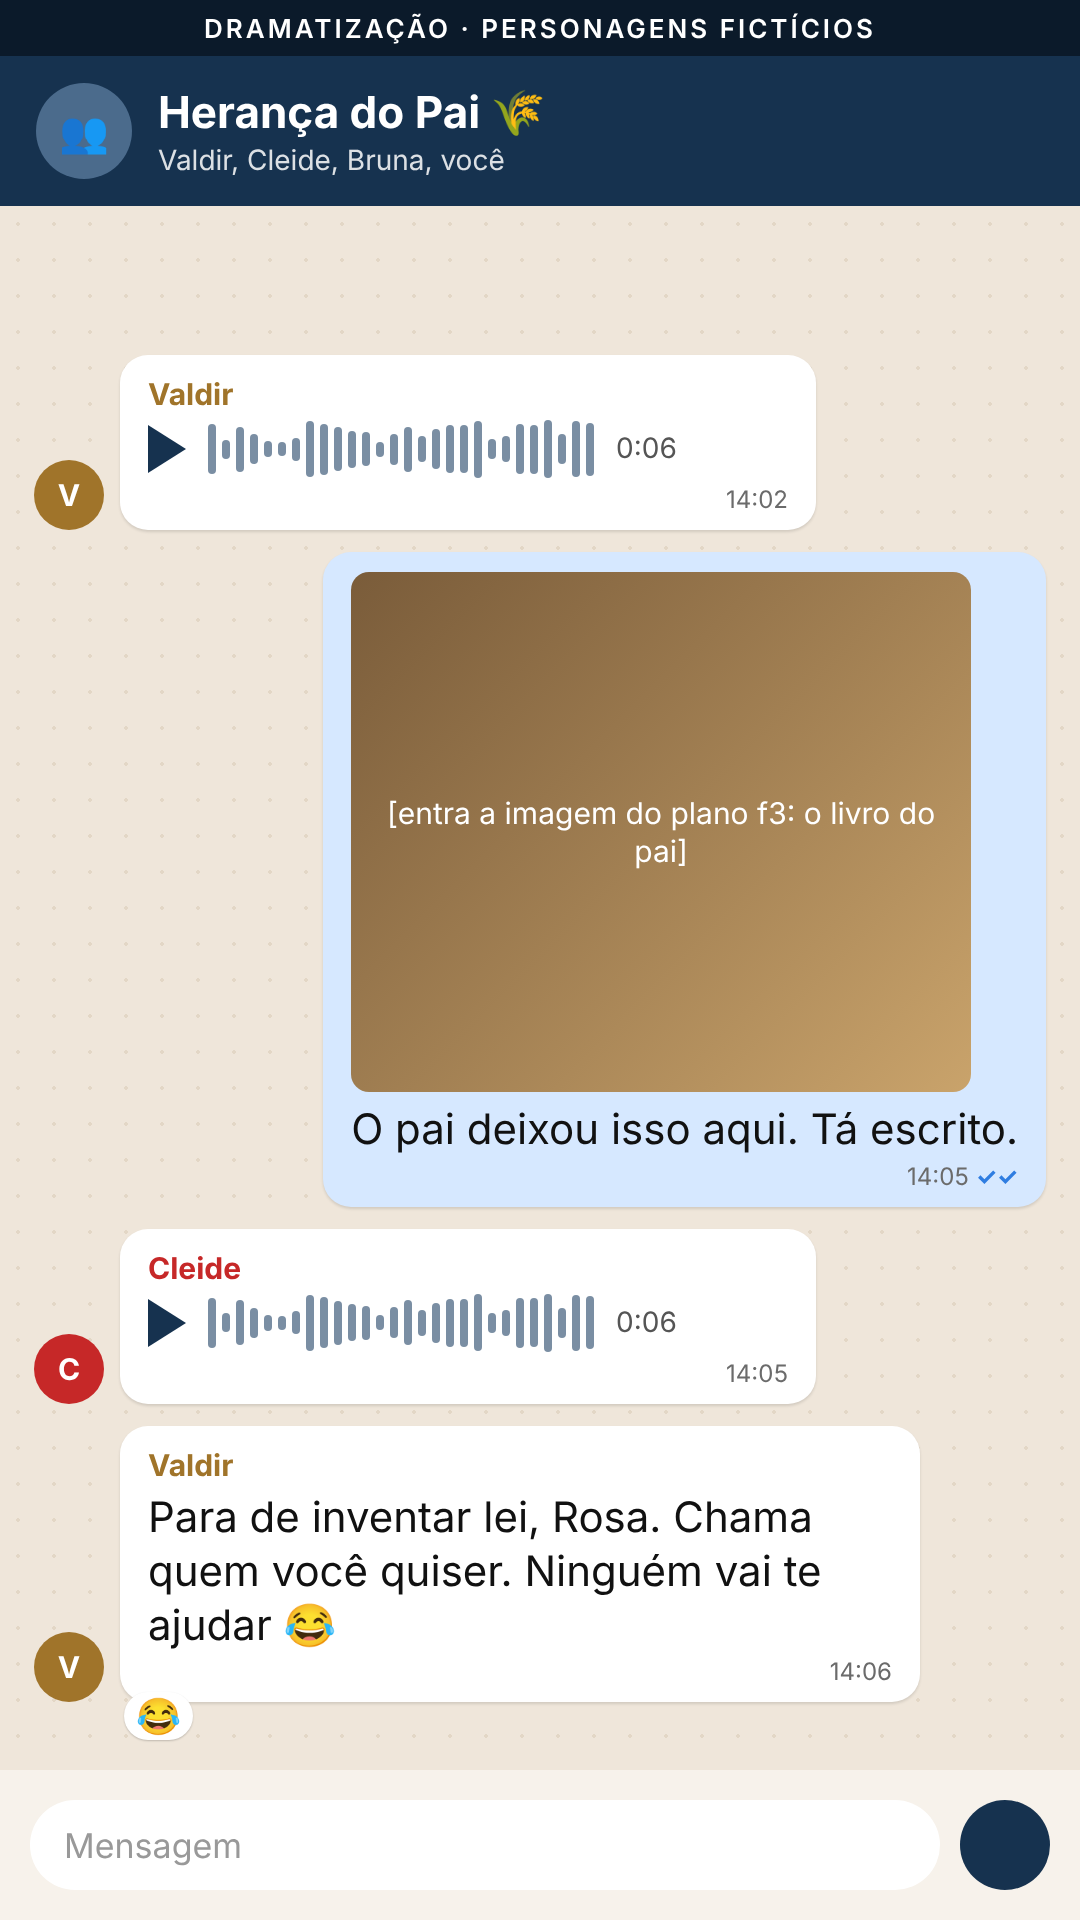 DRAMATIZAÇÃO · PERSONAGENS FICTÍCIOS
Herança do Pai 🌾
Valdir, Cleide, Bruna, você
Valdir
0:06
14:02
V
[entra a imagem do plano f3: o livro do
pai]
O pai deixou isso aqui. Tá escrito.
14:05
Cleide
0:06
14:05
C
Valdir
Para de inventar lei, Rosa. Chama
quem você quiser. Ninguém vai te
ajudar 😂
14:06
V
😂
Mensagem